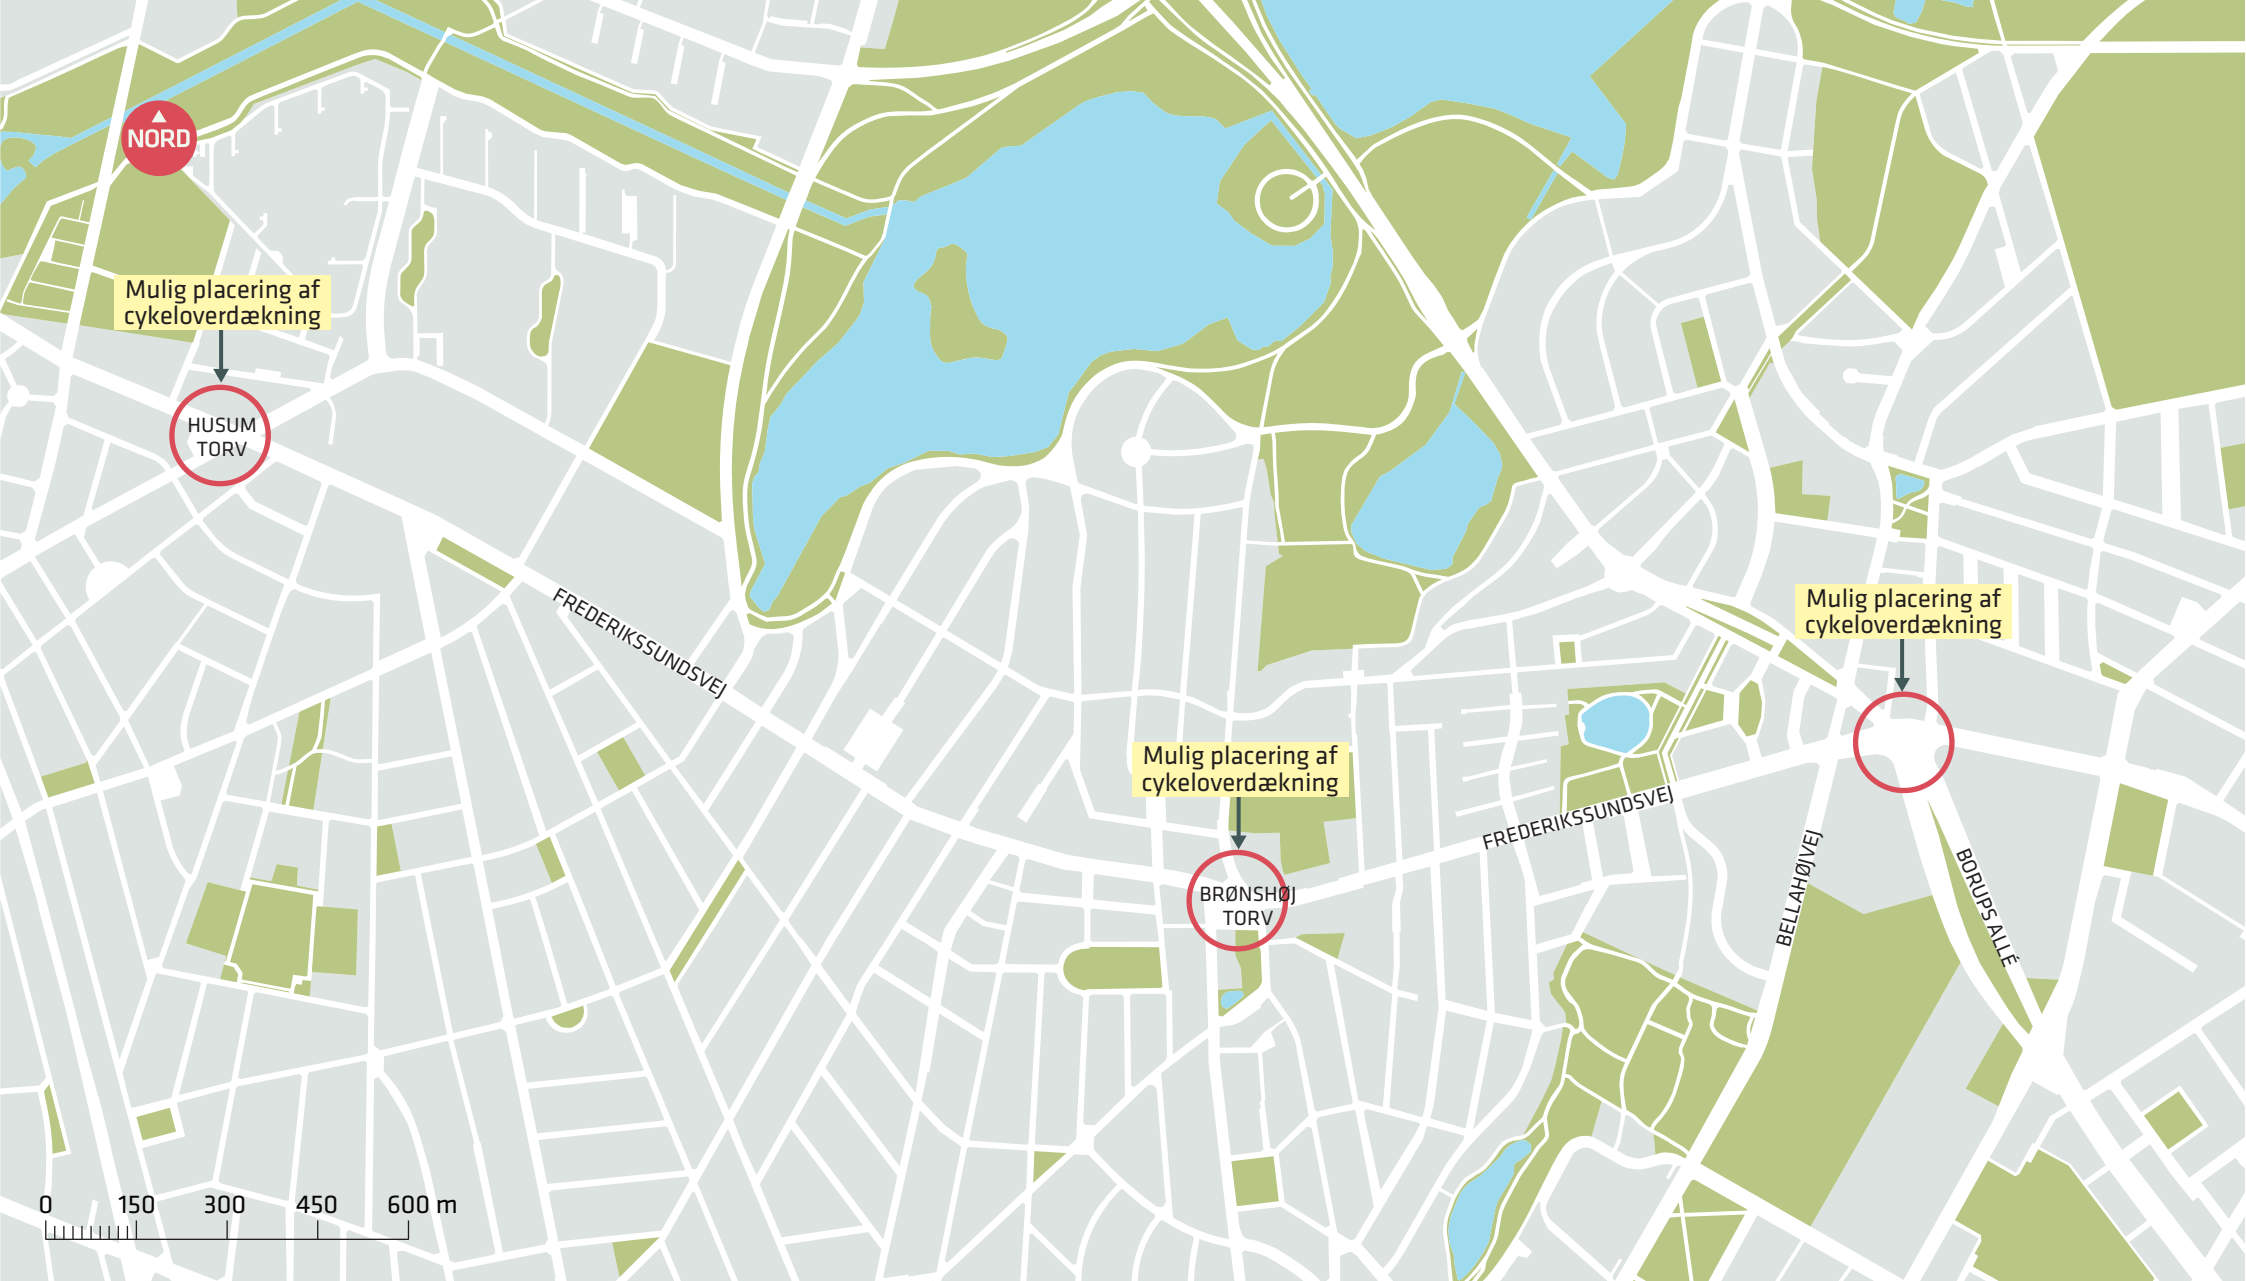 NORD
Mulig placering af
cykeloverdækning
HUSUM
TORV
FREDERIKSSUNDSVEJ
Mulig placering af
cykeloverdækning
Mulig placering af
cykeloverdækning
FREDERIKSSUNDSVEJ
BELLAHØJVEJ
BORUPS ALLÉ
BRØNSHØJ
TORV
0 150 300 450 600 m